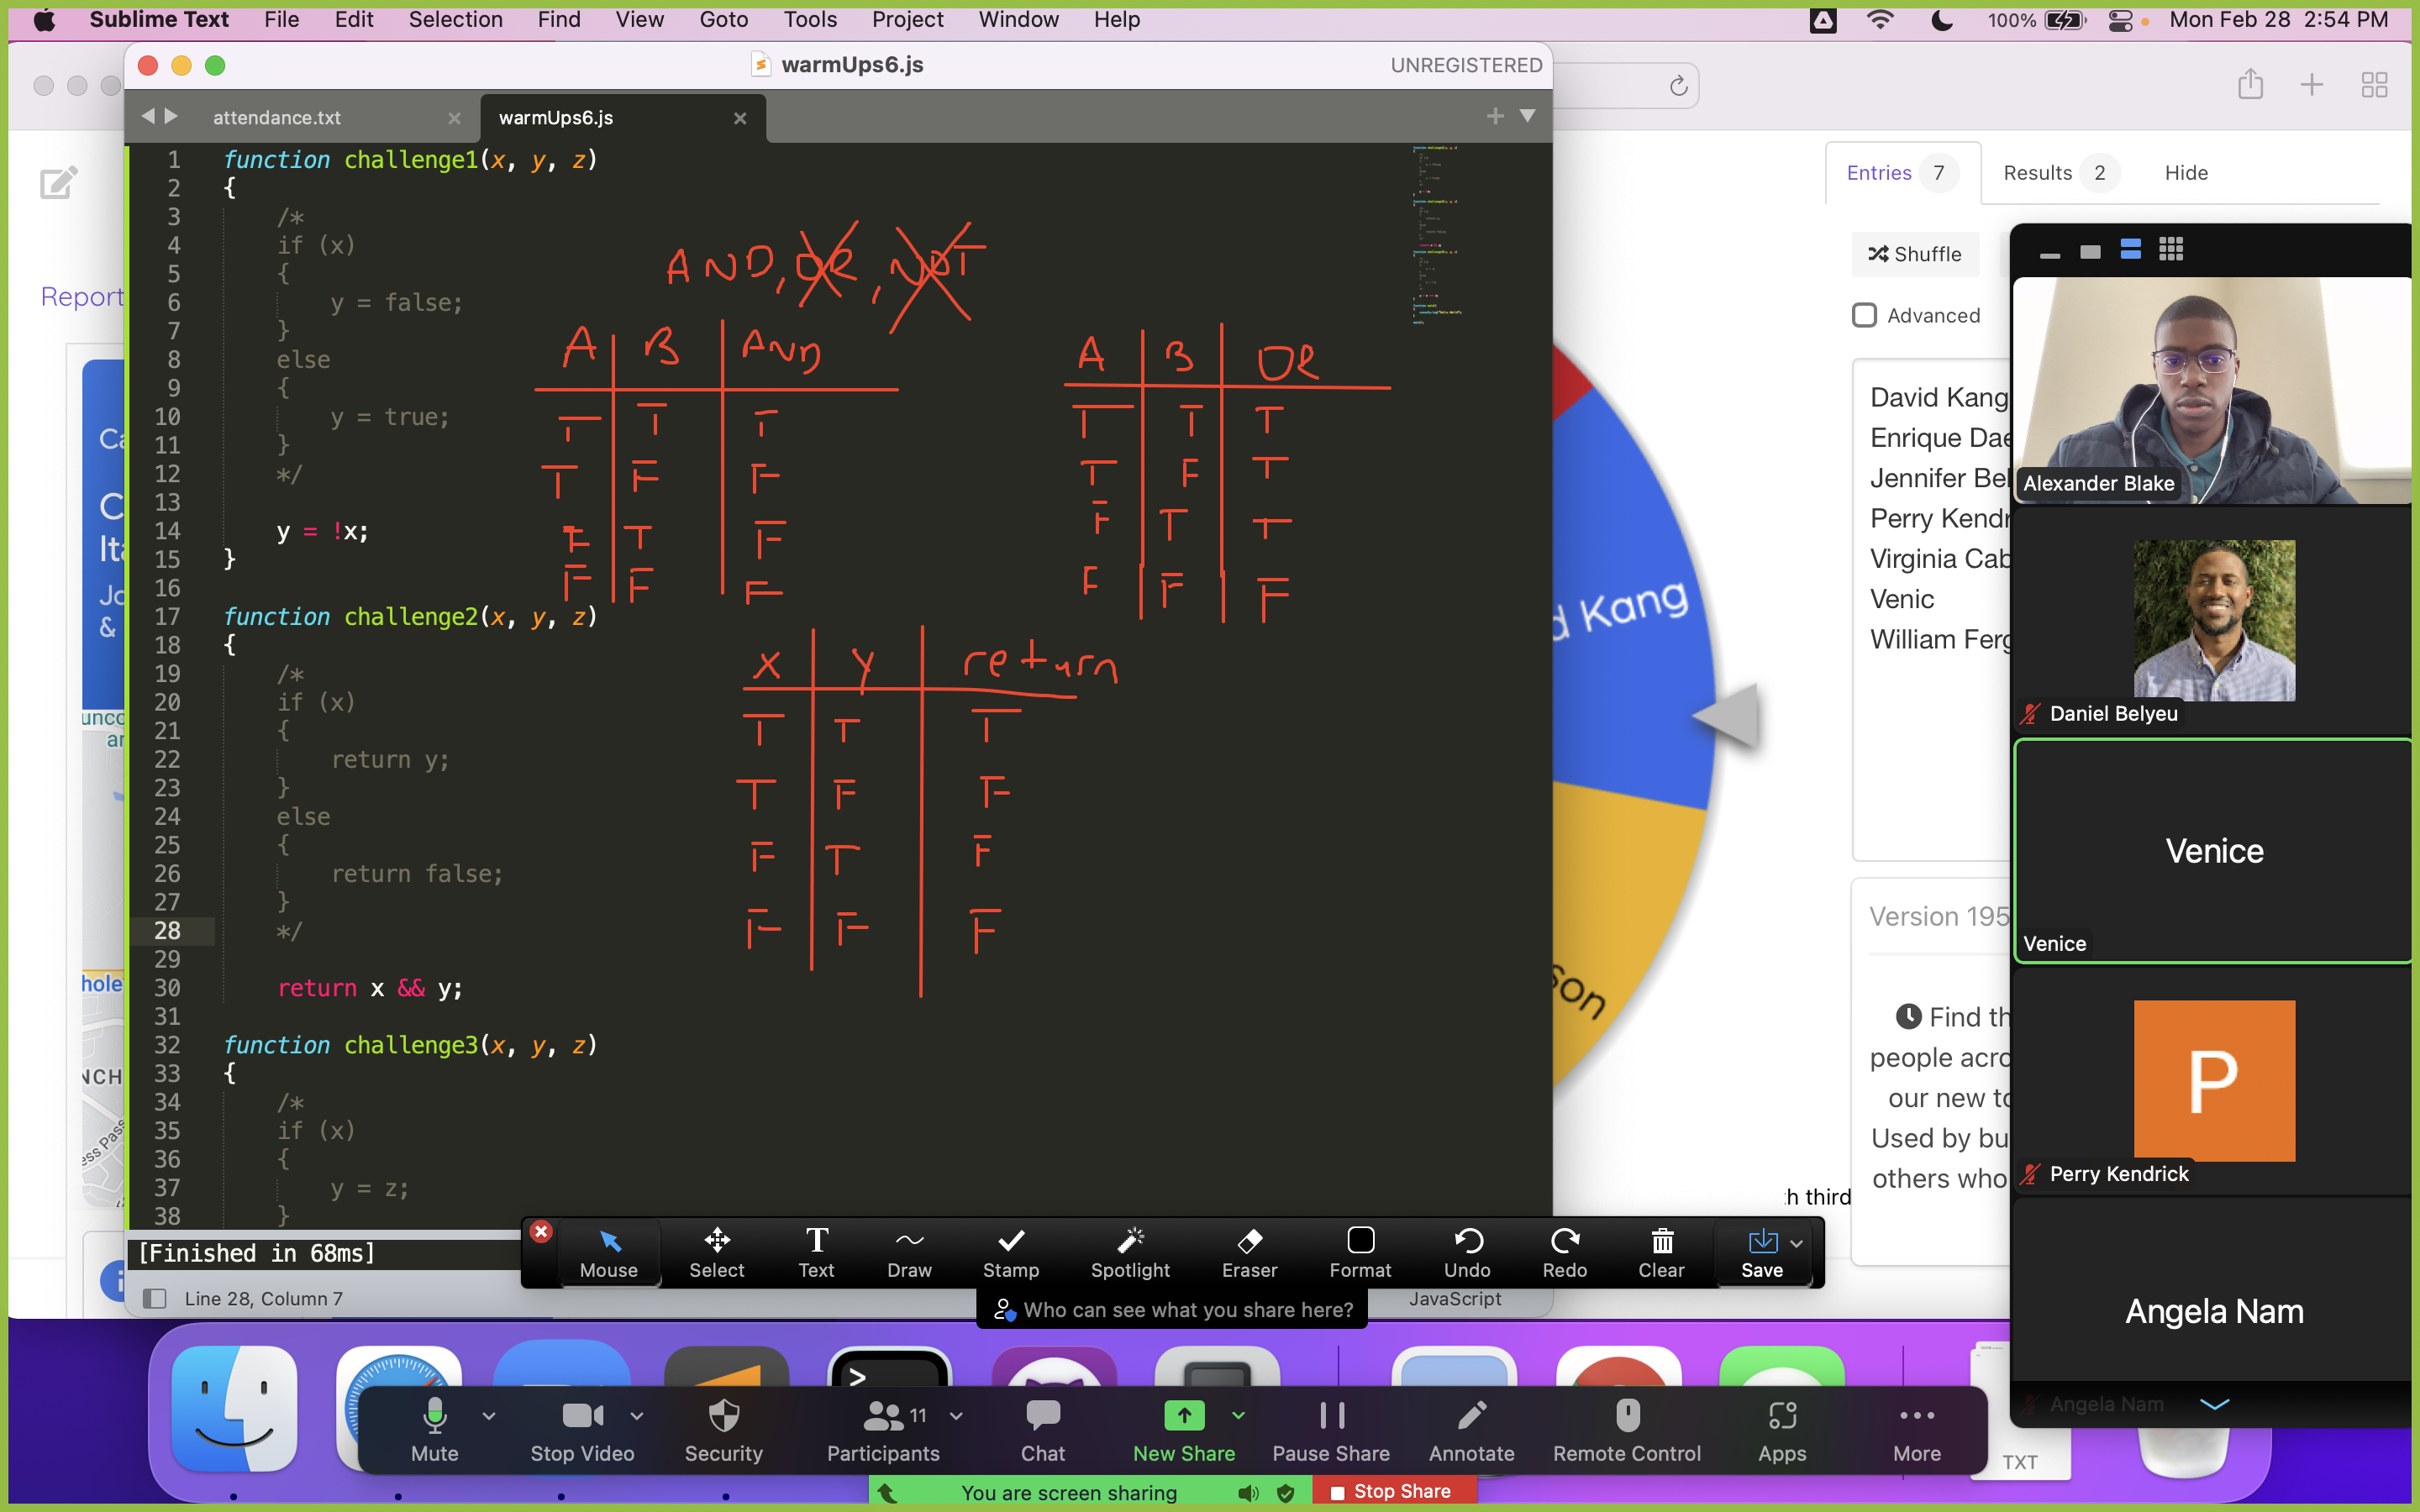 Sublime Text File Edit Selection Find View Goto Tools Project Window Help 100% Mon Feb 28 2:54 PM
warmUps6.js UNREGISTERED
attendance.txt warmUps6.js
1 function challenge1(x, y, z)
2 {
3 /*
4 if (x)
5 {
6 y = false;
7 }
8 else
9 {
10 y = true;
11 }
12 */
13
14 y = !x;
15 }
16
17 function challenge2(x, y, z)
18 {
19 /*
20 if (x)
21 {
22 return y;
23 }
24 else
25 {
26 return false;
27 }
28 */
29
30 return x && y;
31
32 function challenge3(x, y, z)
33 {
34 /*
35 if (x)
36 {
37 y = z;
38 }
AND, OR, NOT
A B AND
T T T
T F F
F T F
F F F
A B OR
T T T
T F T
F T T
F F F
x y return
T T T
T F F
F T F
F F F
[Finished in 68ms]
Line 28, Column 7
JavaScript
Report
Kang
son
Entries 7 Results 2 Hide
Shuffle
Advanced
David Kang
Enrique Dae
Jennifer Bel
Perry Kendr
Virginia Cab
Venic
William Ferg
Version 195
Find th
people acro
our new to
Used by bu
others who
h third
Alexander Blake
Daniel Belyeu
Venice
Venice
P
Perry Kendrick
Angela Nam
Angela Nam
Mouse Select Text Draw Stamp Spotlight Eraser Format Undo Redo Clear Save
Who can see what you share here?
Mute Stop Video Security Participants 11 Chat New Share Pause Share Annotate Remote Control Apps More
TXT
You are screen sharing Stop Share